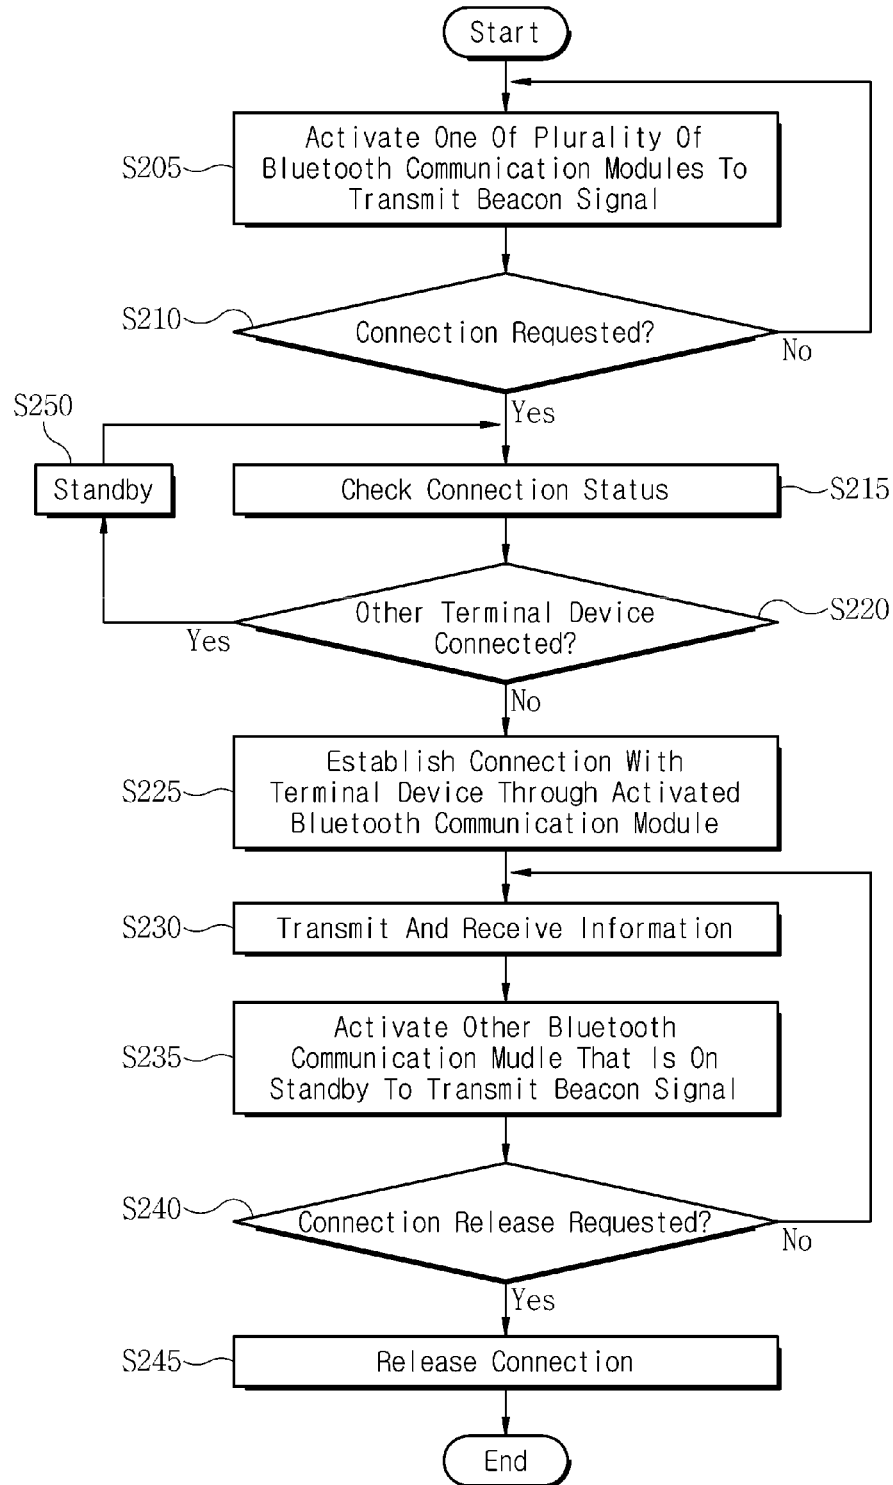 Start
Activate One Of Plurality Of
Bluetooth Communication Modules To
Transmit Beacon Signal
S205
Connection Requested?
S210
No
Yes
S250
Standby
Check Connection Status
S215
Other Terminal Device
Connected?
S220
Yes
No
Establish Connection With
Terminal Device Through Activated
Bluetooth Communication Module
S225
Transmit And Receive Information
S230
Activate Other Bluetooth
Communication Mudle That Is On
Standby To Transmit Beacon Signal
S235
Connection Release Requested?
S240
No
Yes
Release Connection
S245
End